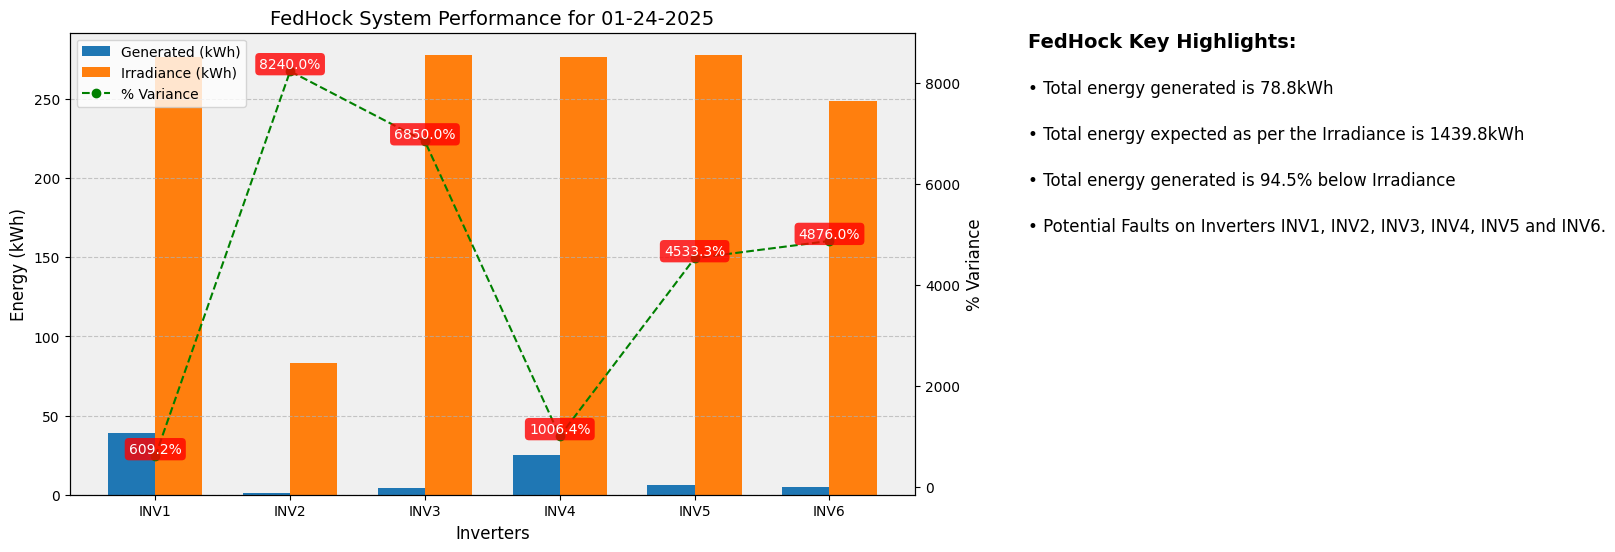 FedHock System Performance for 01-24-2025
Generated (kWh)
Irradiance (kWh)
% Variance
Energy (kWh)
250
200
150
100
50
0
8000
6000
4000
2000
0
% Variance
609.2%
8240.0%
6850.0%
1006.4%
4533.3%
4876.0%
INV1
INV2
INV3
INV4
INV5
INV6
Inverters
FedHock Key Highlights:
• Total energy generated is 78.8kWh
• Total energy expected as per the Irradiance is 1439.8kWh
• Total energy generated is 94.5% below Irradiance
• Potential Faults on Inverters INV1, INV2, INV3, INV4, INV5 and INV6.